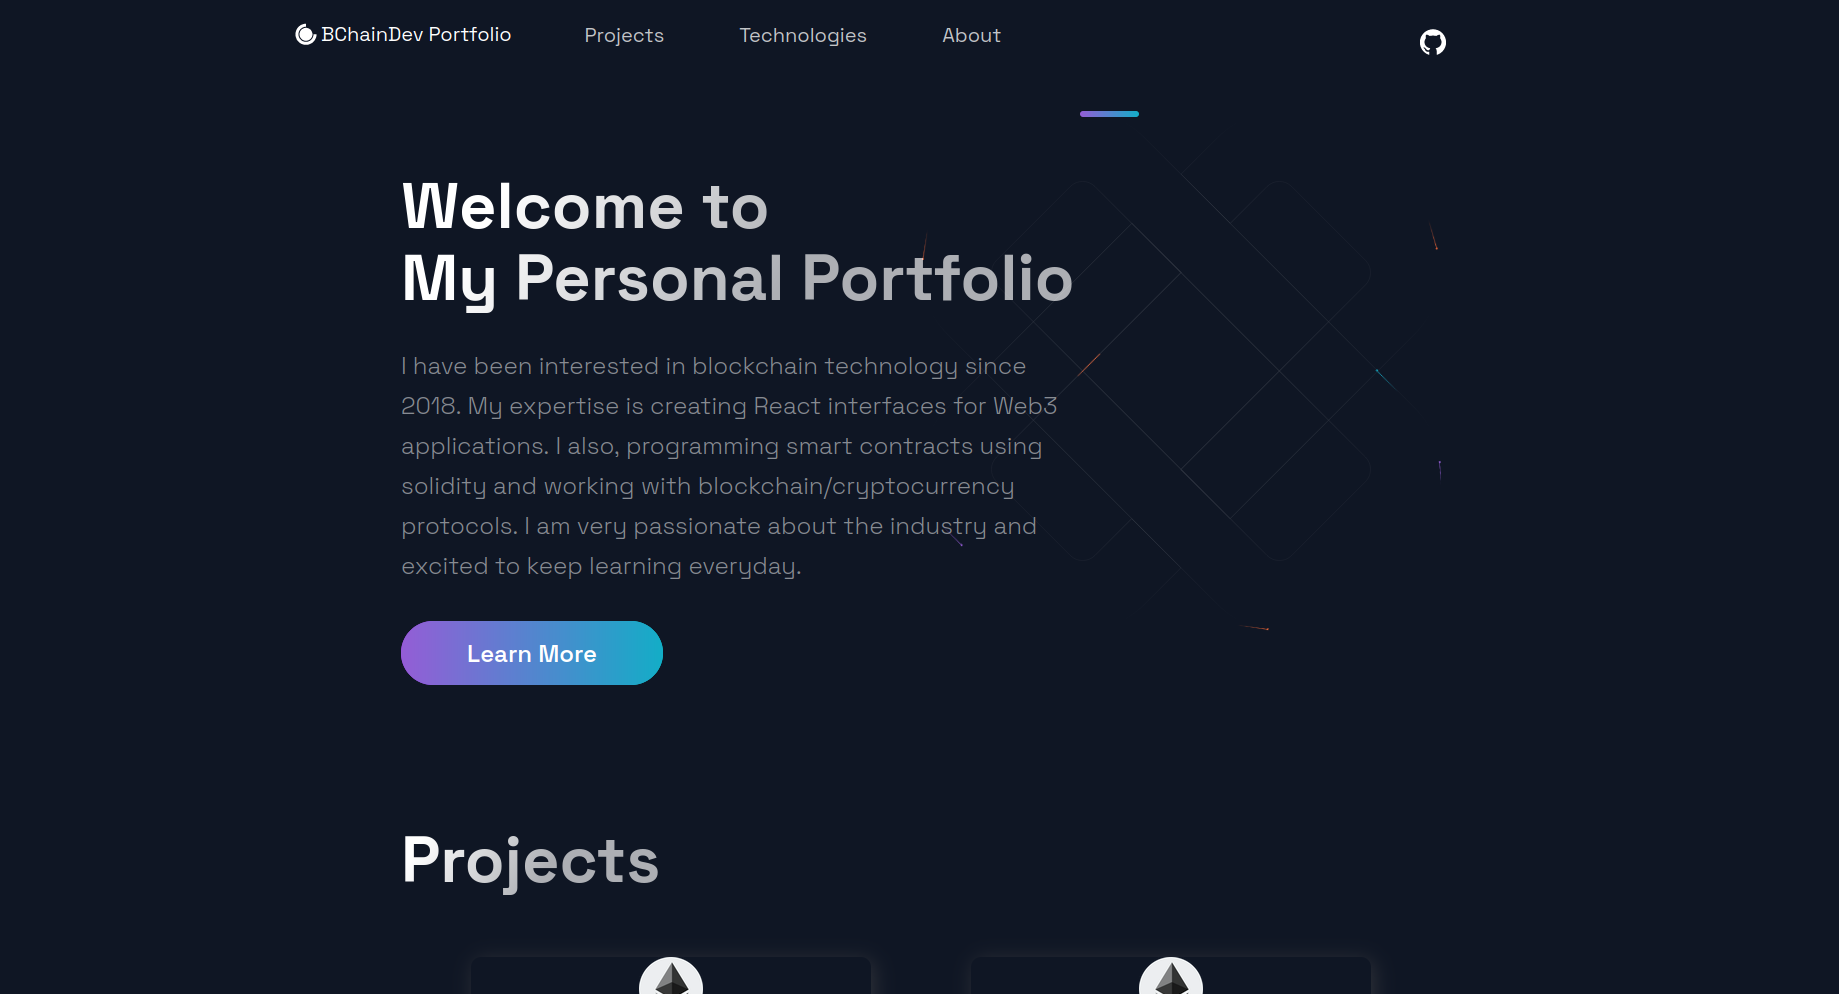 BChainDev Portfolio
Projects
Technologies
About
Welcome to
My Personal Portfolio
I have been interested in blockchain technology since
2018. My expertise is creating React interfaces for Web3
applications. I also, programming smart contracts using
solidity and working with blockchain/cryptocurrency
protocols. I am very passionate about the industry and
excited to keep learning everyday.
Learn More
Projects